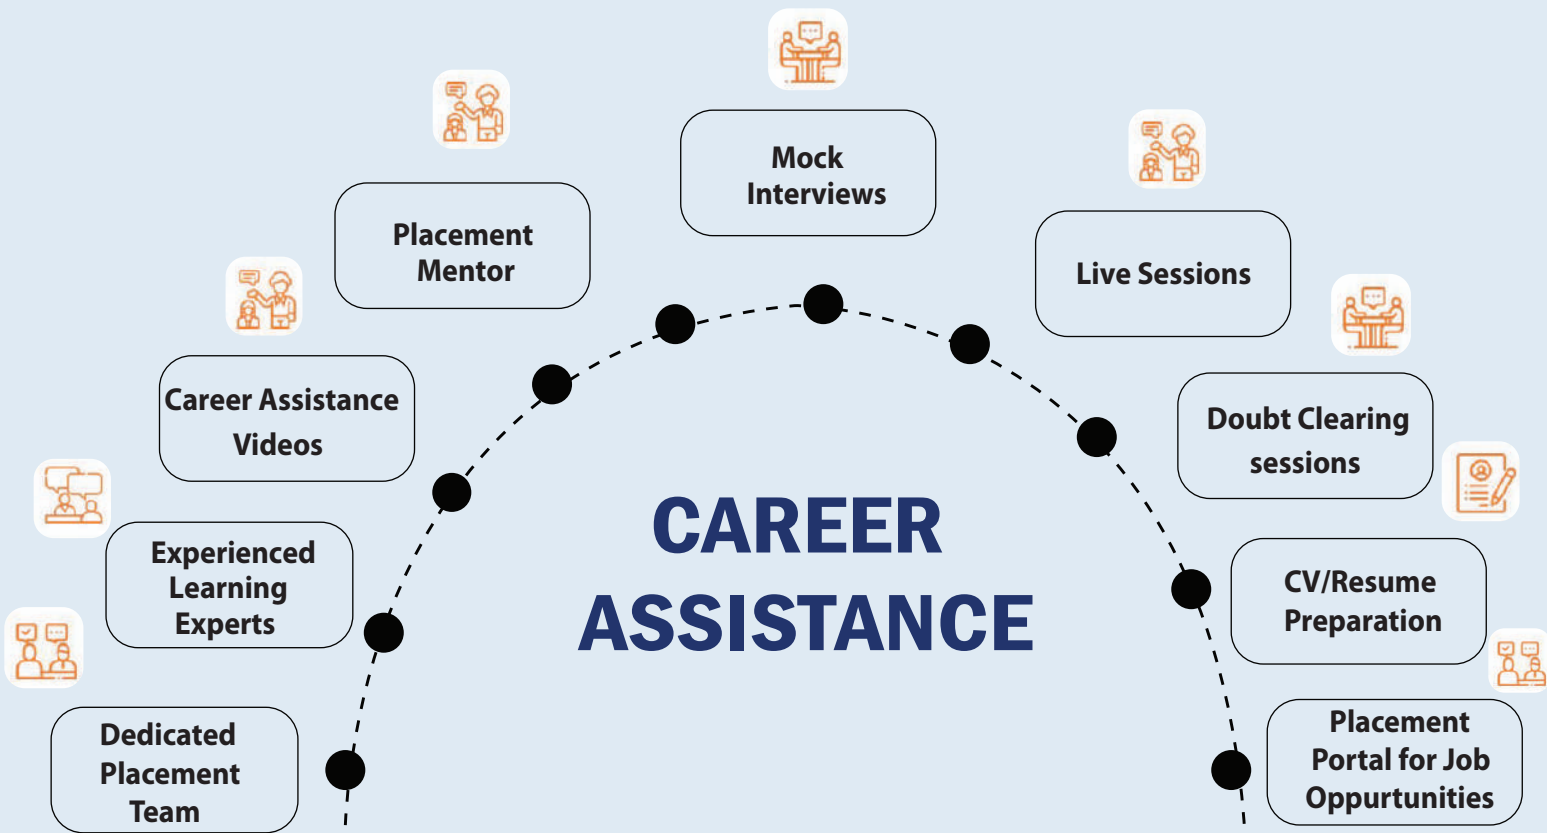 Mock
Interviews
Placement
Mentor
Live Sessions
Career Assistance
Videos
Doubt Clearing
sessions
Experienced
Learning
Experts
CAREER
ASSISTANCE
CV/Resume
Preparation
Dedicated
Placement
Team
Placement
Portal for Job
Oppurtunities